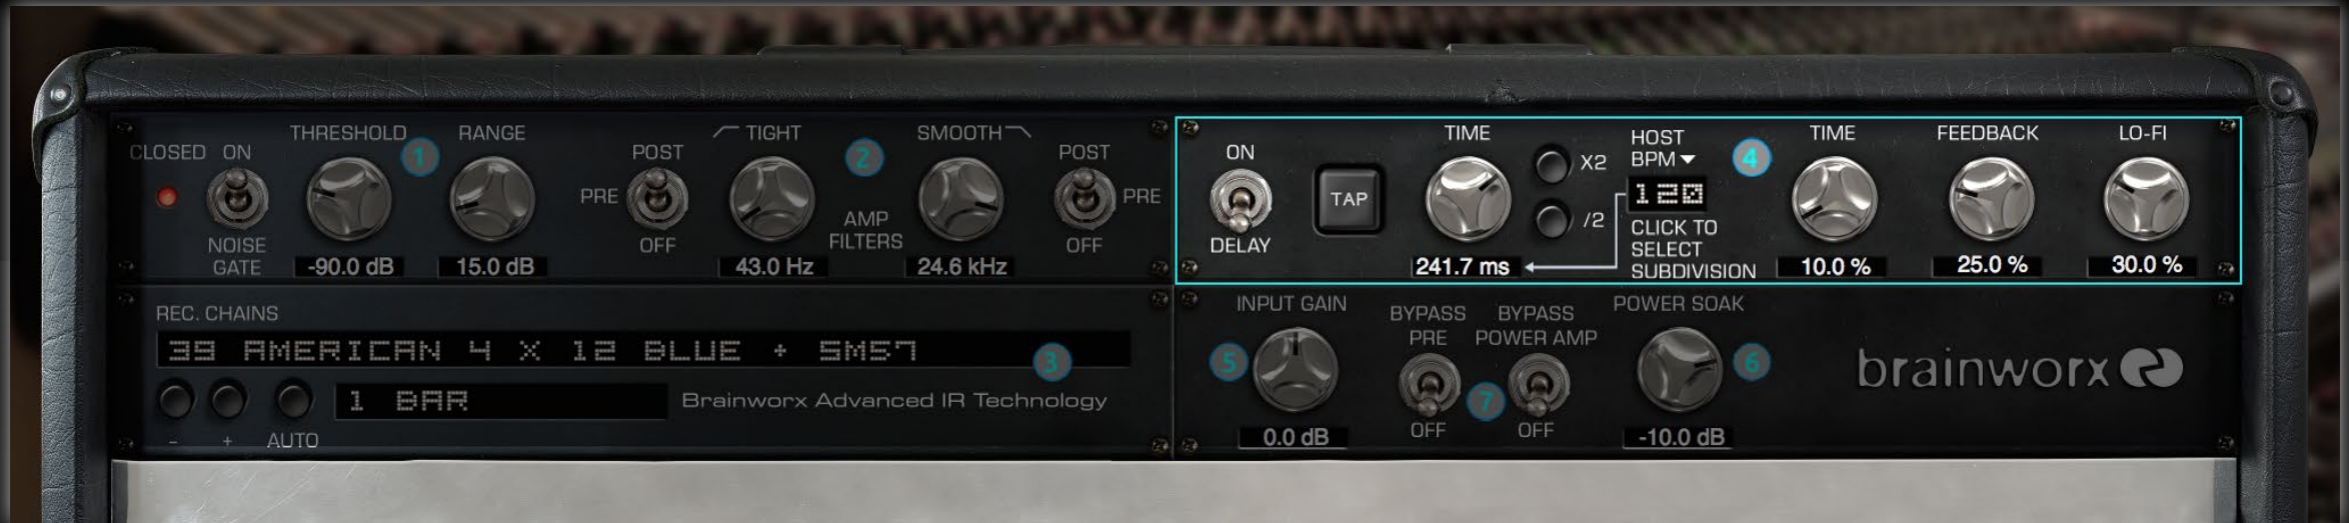 THRESHOLD
RANGE
CLOSED
ON
NOISE
GATE
-90.0 dB
15.0 dB
1
POST
PRE
OFF
TIGHT
43.0 Hz
2
AMP
FILTERS
SMOOTH
24.6 kHz
POST
PRE
OFF
ON
DELAY
TAP
TIME
241.7 ms
X2
/2
HOST
BPM
120
CLICK TO
SELECT
SUBDIVISION
4
TIME
10.0 %
FEEDBACK
25.0 %
LO-FI
30.0 %
REC. CHAINS
39 AMERICAN 4 X 12 BLUE + SM57
3
- + AUTO
1 BAR
Brainworx Advanced IR Technology
INPUT GAIN
5
0.0 dB
BYPASS
PRE
OFF
7
BYPASS
POWER AMP
OFF
POWER SOAK
6
-10.0 dB
brainworx